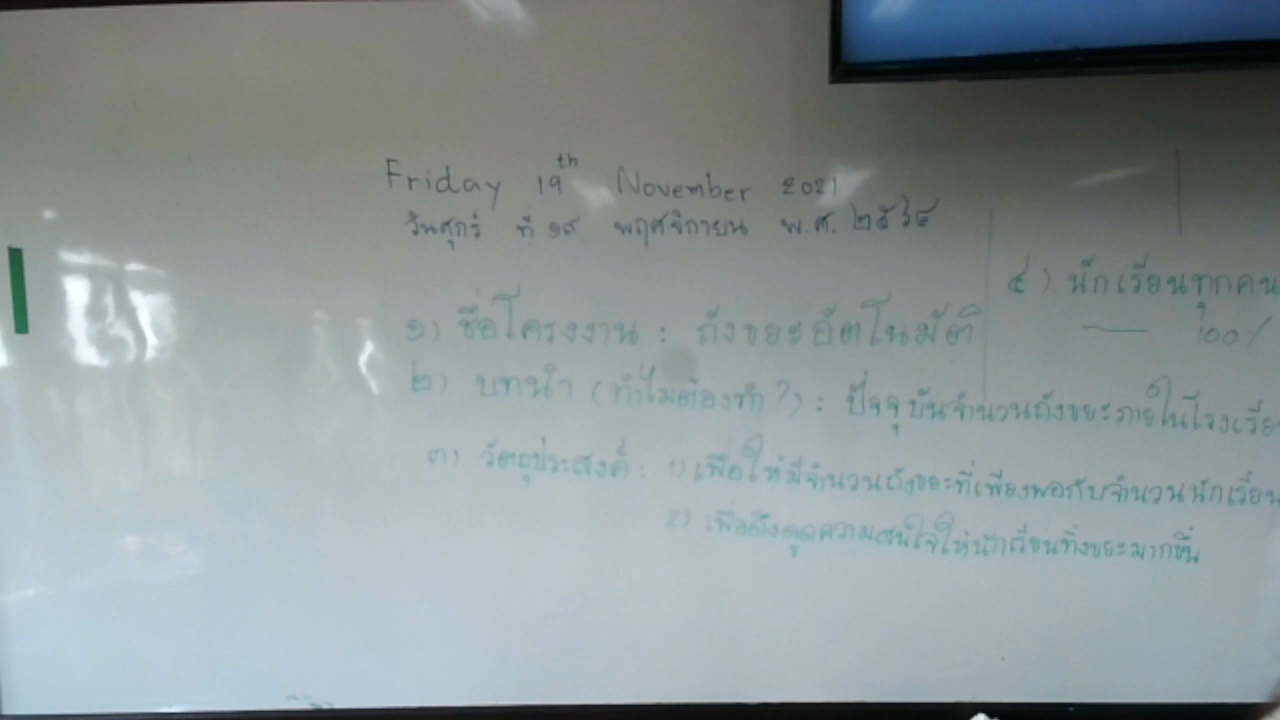 Friday 19th November 2021
วันศุกร์ ที่ ๑๙ พฤศจิกายน พ.ศ. ๒๕๖๔
๑) ชื่อโครงงาน : ถังขยะอัตโนมัติ
๒) บทนำ (ทำไมต้องทำ?) : ปัจจุบันจำนวนถังขยะภายในโรงเรีย
๓) วัตถุประสงค์ : 1) เพื่อให้มีจำนวนถังขยะที่เพียงพอกับจำนวนนักเรียน
2) เพื่อดึงดูดความสนใจให้นักเรียนทิ้งขยะมากขึ้น
๔) นักเรียนทุกคน
100%